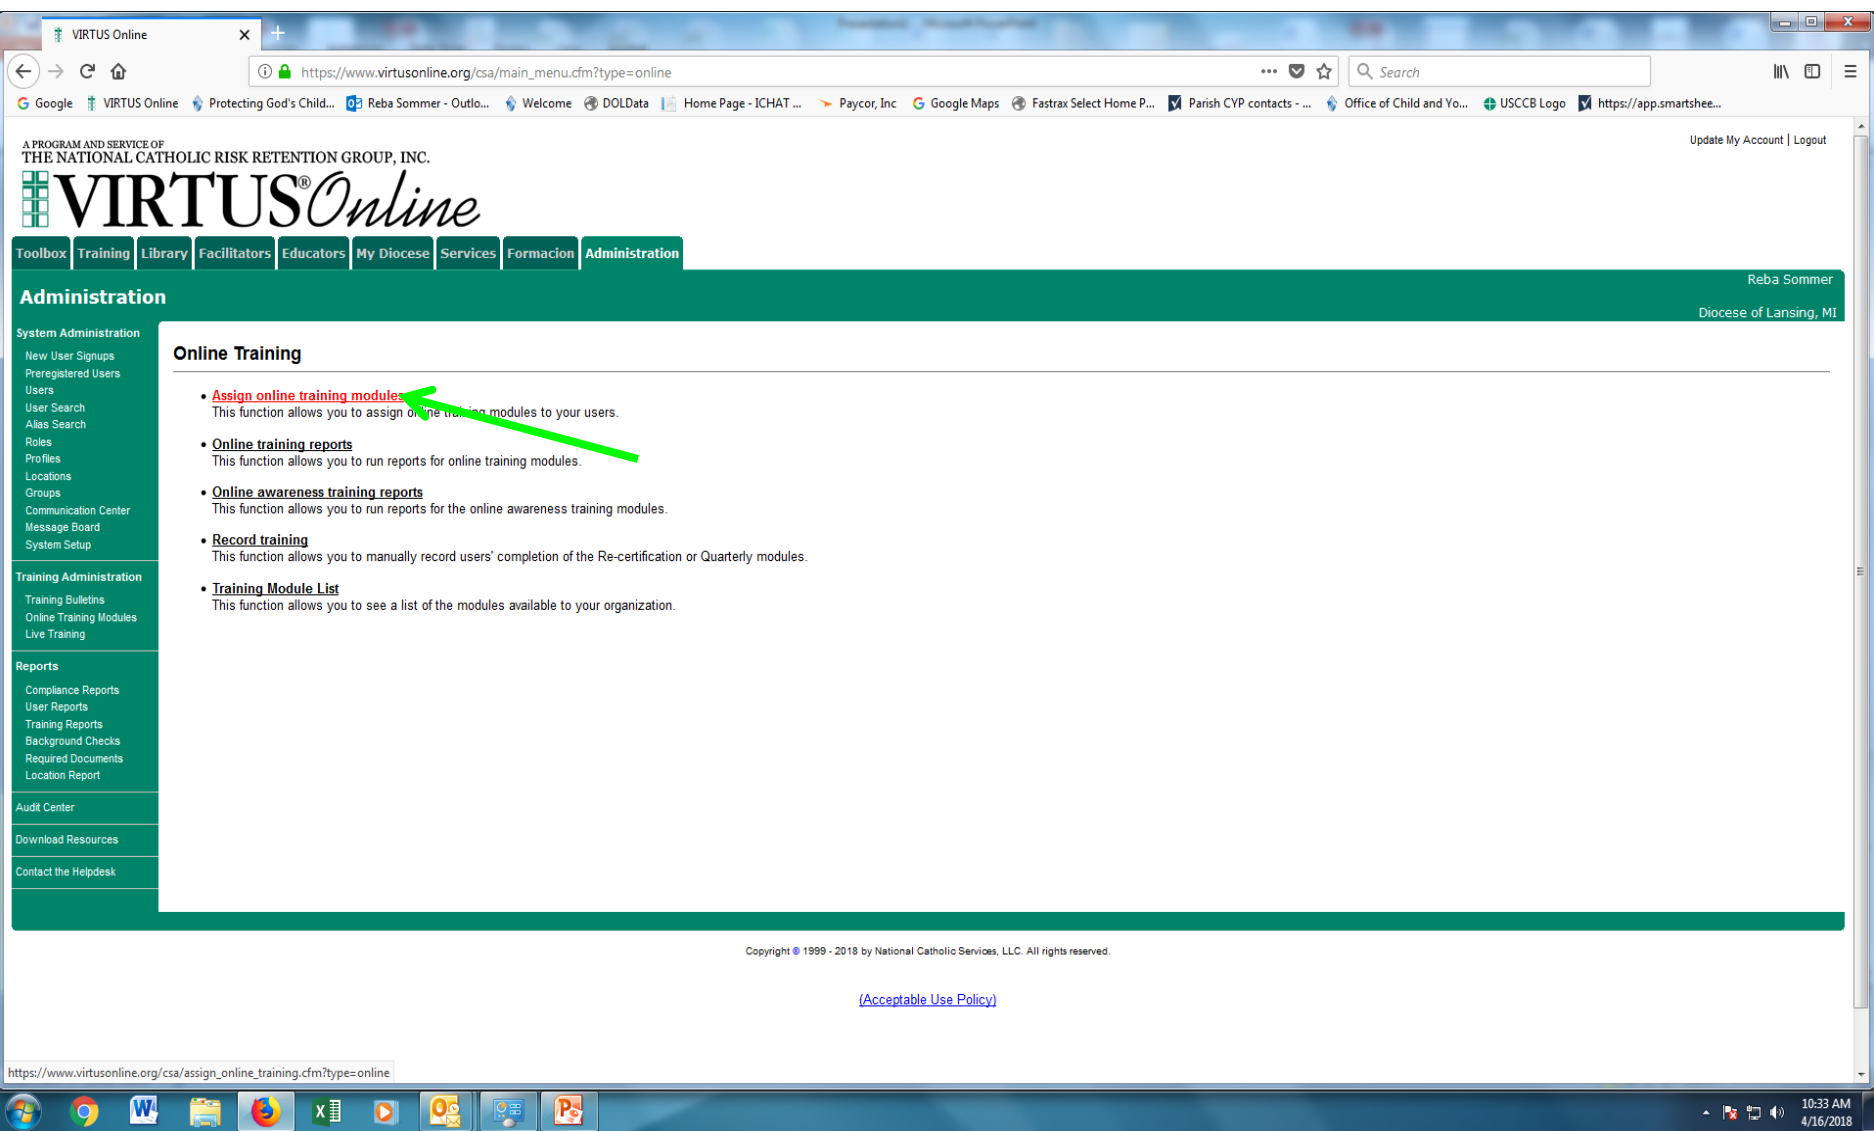 VIRTUS Online
https://www.virtusonline.org/csa/main_menu.cfm?type=online
Search
Google VIRTUS Online Protecting God's Child... Reba Sommer - Outlo... Welcome DOLData Home Page - ICHAT ... Paycor, Inc Google Maps Fastrax Select Home P... Parish CYP contacts - ... Office of Child and Yo... USCCB Logo https://app.smartshee...
Update My Account | Logout
A PROGRAM AND SERVICE OF
THE NATIONAL CATHOLIC RISK RETENTION GROUP, INC.
VIRTUS® Online
Toolbox Training Library Facilitators Educators My Diocese Services Formacion Administration
Reba Sommer
Administration
Diocese of Lansing, MI
System Administration
New User Signups
Preregistered Users
Users
User Search
Alias Search
Roles
Profiles
Locations
Groups
Communication Center
Message Board
System Setup
Training Administration
Training Bulletins
Online Training Modules
Live Training
Reports
Compliance Reports
User Reports
Training Reports
Background Checks
Required Documents
Location Report
Audit Center
Download Resources
Contact the Helpdesk
Online Training
• Assign online training modules
This function allows you to assign online training modules to your users.
• Online training reports
This function allows you to run reports for online training modules.
• Online awareness training reports
This function allows you to run reports for the online awareness training modules.
• Record training
This function allows you to manually record users' completion of the Re-certification or Quarterly modules.
• Training Module List
This function allows you to see a list of the modules available to your organization.
Copyright © 1999 - 2018 by National Catholic Services, LLC. All rights reserved.
(Acceptable Use Policy)
https://www.virtusonline.org/csa/assign_online_training.cfm?type=online
10:33 AM
4/16/2018